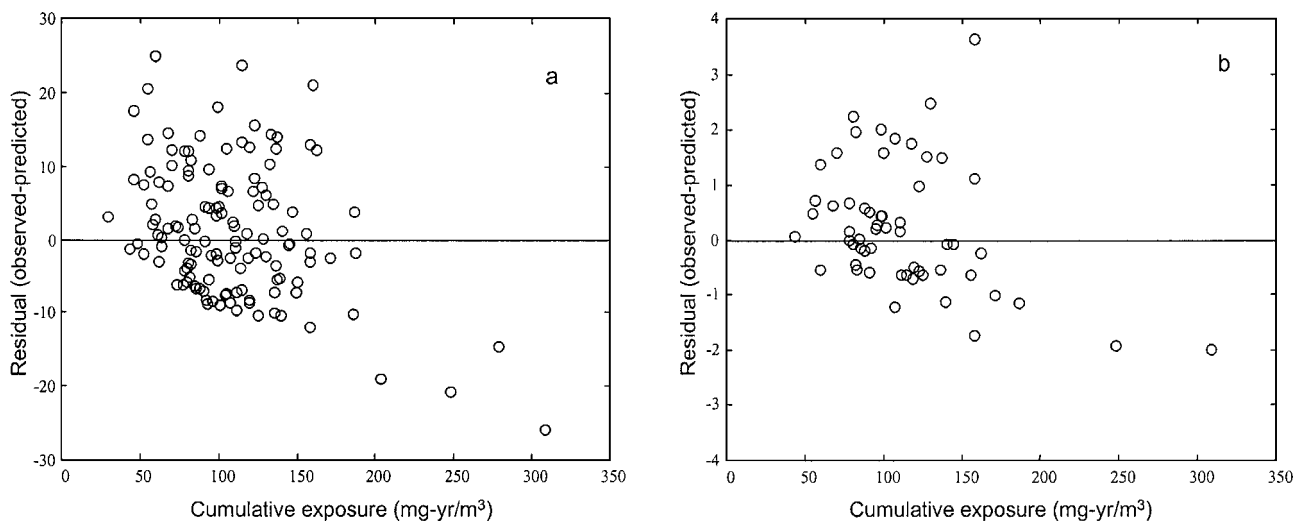 a
Residual (observed-predicted)
30
20
10
0
-10
-20
-30
0 50 100 150 200 250 300 350
Cumulative exposure (mg-yr/m³)
b
Residual (observed-predicted)
4
3
2
1
0
-1
-2
-3
-4
0 50 100 150 200 250 300 350
Cumulative exposure (mg-yr/m³)